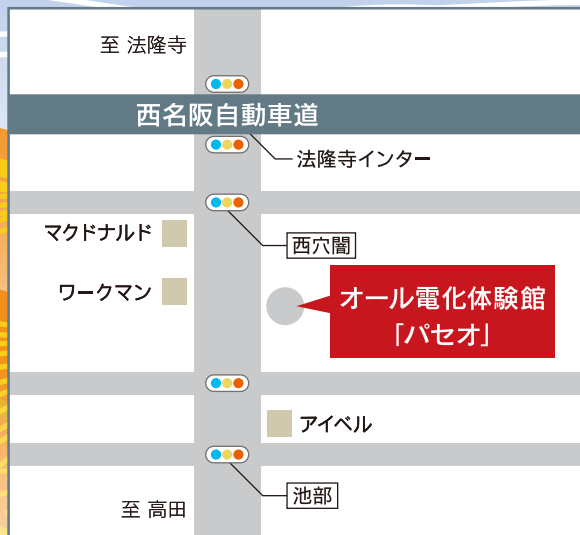 至 法隆寺
西名阪自動車道
法隆寺インター
マクドナルド
西穴闇
ワークマン
オール電化体験館
「パセオ」
アイベル
池部
至 高田